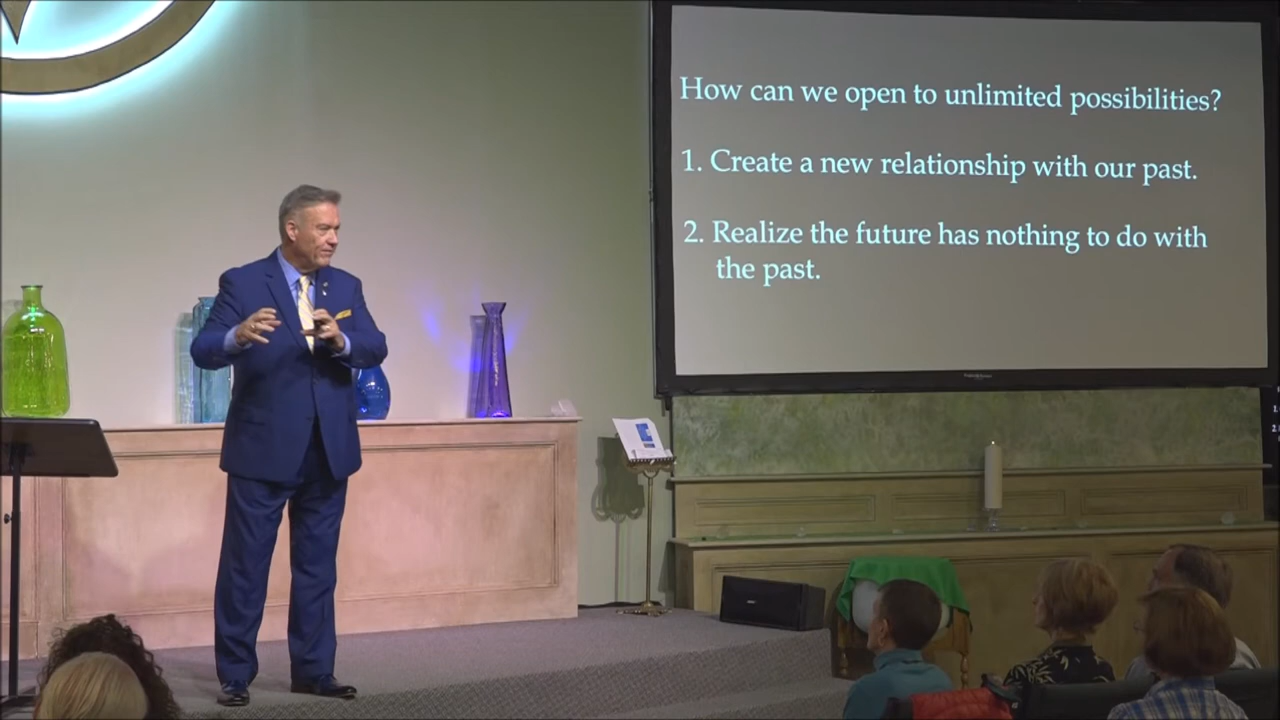 How can we open to unlimited possibilities?
1. Create a new relationship with our past.
2. Realize the future has nothing to do with
the past.